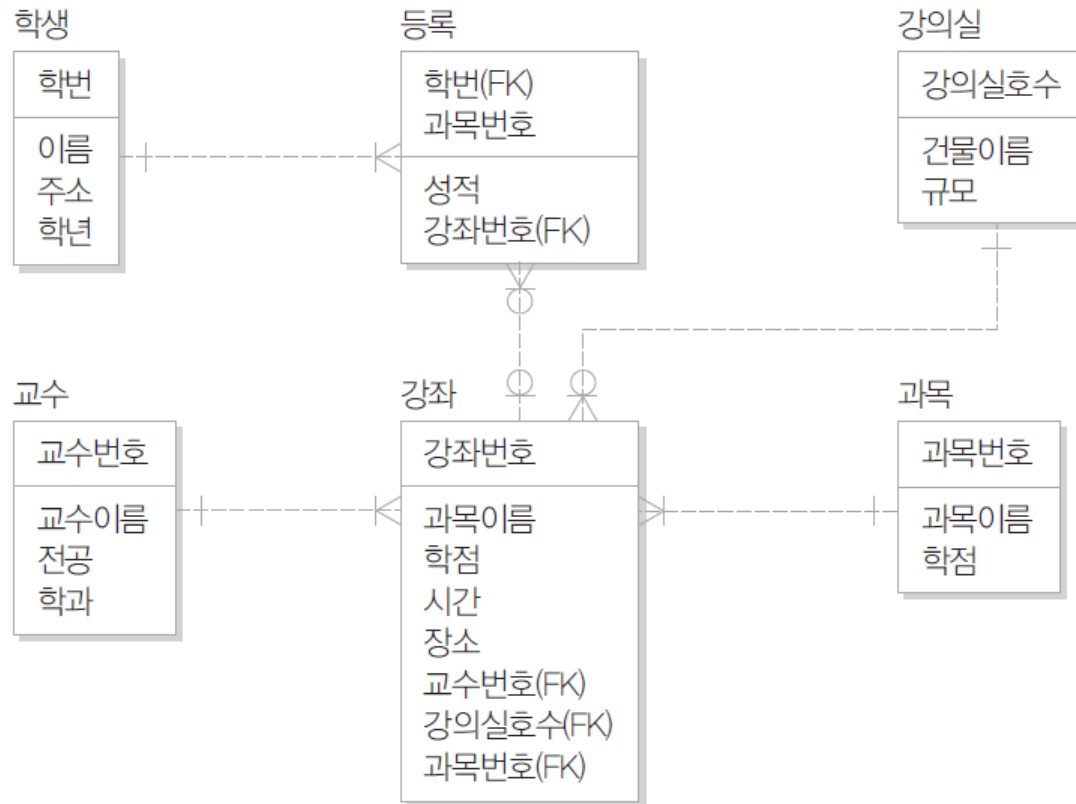 학생
학번
이름
주소
학년
등록
학번(FK)
과목번호
성적
강좌번호(FK)
강의실
강의실호수
건물이름
규모
교수
교수번호
교수이름
전공
학과
강좌
강좌번호
과목이름
학점
시간
장소
교수번호(FK)
강의실호수(FK)
과목번호(FK)
과목
과목번호
과목이름
학점